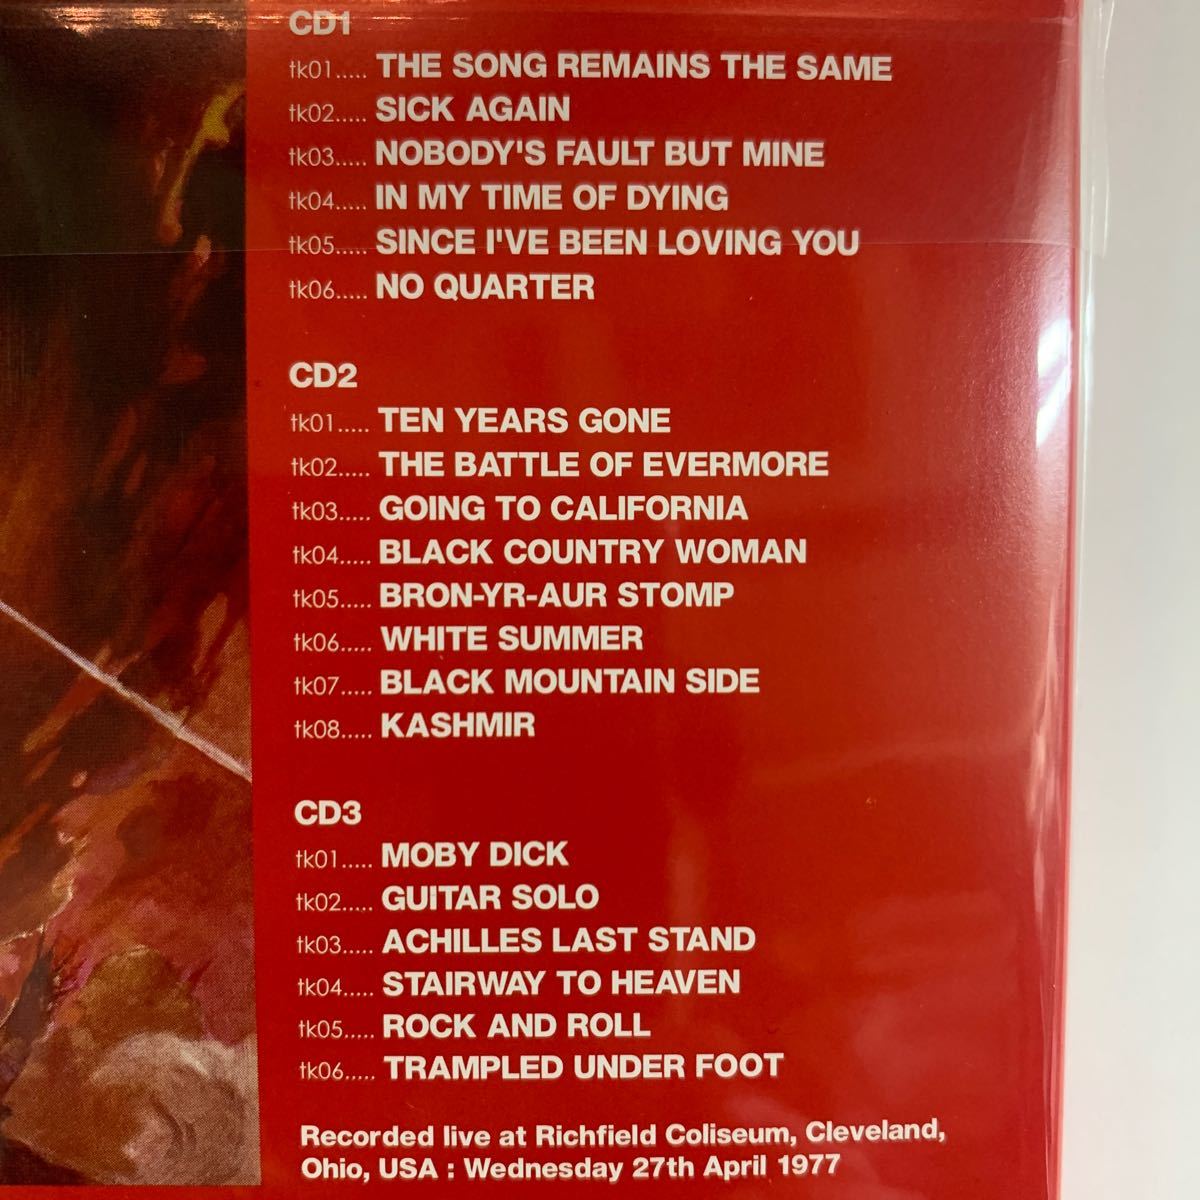 CD1
tk01..... THE SONG REMAINS THE SAME
tk02..... SICK AGAIN
tk03..... NOBODY'S FAULT BUT MINE
tk04..... IN MY TIME OF DYING
tk05..... SINCE I'VE BEEN LOVING YOU
tk06..... NO QUARTER
CD2
tk01..... TEN YEARS GONE
tk02..... THE BATTLE OF EVERMORE
tk03..... GOING TO CALIFORNIA
tk04..... BLACK COUNTRY WOMAN
tk05..... BRON-YR-AUR STOMP
tk06..... WHITE SUMMER
tk07..... BLACK MOUNTAIN SIDE
tk08..... KASHMIR
CD3
tk01..... MOBY DICK
tk02..... GUITAR SOLO
tk03..... ACHILLES LAST STAND
tk04..... STAIRWAY TO HEAVEN
tk05..... ROCK AND ROLL
tk06..... TRAMPLED UNDER FOOT
Recorded live at Richfield Coliseum, Cleveland,
Ohio, USA : Wednesday 27th April 1977